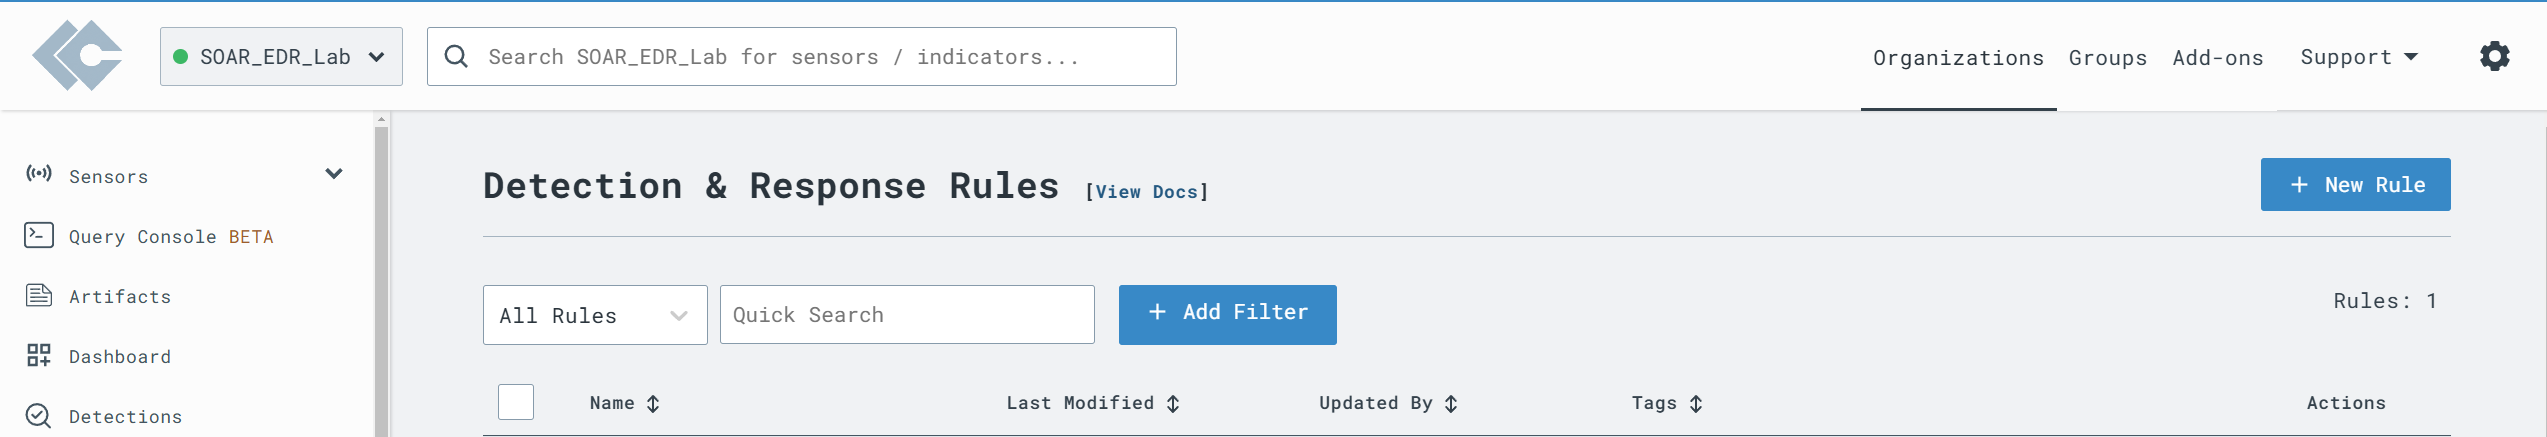 SOAR_EDR_Lab
Search SOAR_EDR_Lab for sensors / indicators...
Organizations Groups Add-ons Support
Sensors
Query Console BETA
Artifacts
Dashboard
Detections
Detection & Response Rules [View Docs]
+ New Rule
All Rules
Quick Search
+ Add Filter
Rules: 1
Name Last Modified Updated By Tags Actions